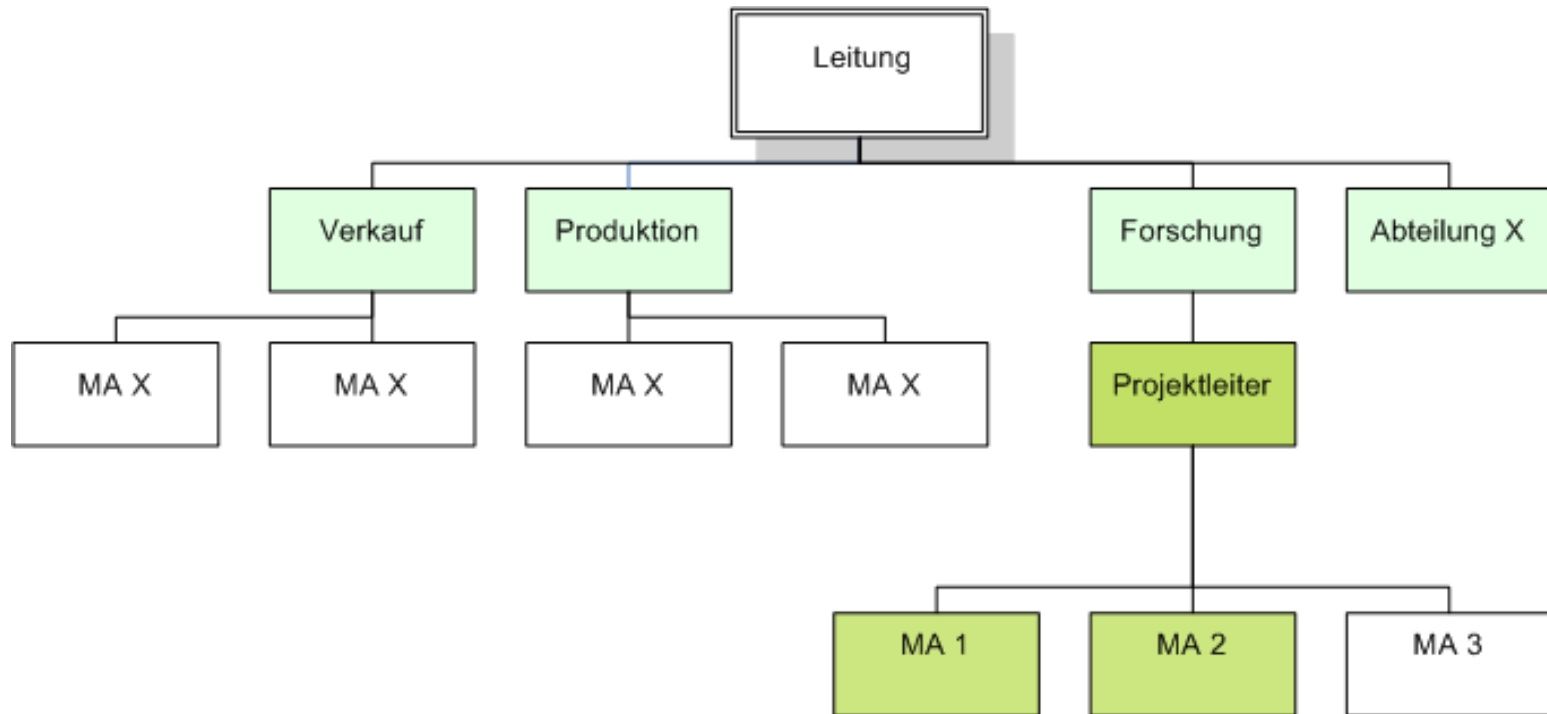 Leitung
Verkauf
Produktion
Forschung
Abteilung X
MA X
MA X
MA X
MA X
Projektleiter
MA 1
MA 2
MA 3